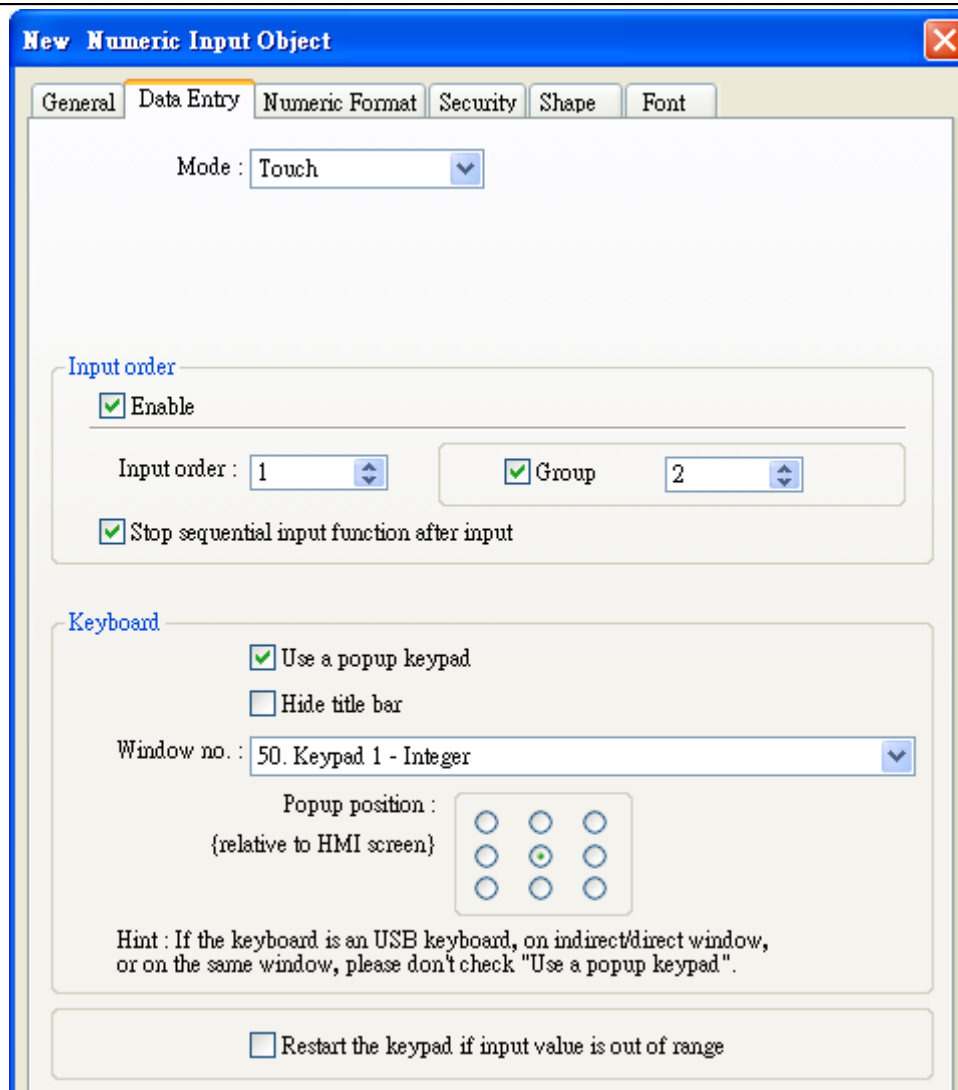 New Numeric Input Object
General Data Entry Numeric Format Security Shape Font
Mode : Touch
Input order
Enable
Input order : 1 Group 2
Stop sequential input function after input
Keyboard
Use a popup keypad
Hide title bar
Window no. : 50. Keypad 1 - Integer
Popup position :
{relative to HMI screen}
Hint : If the keyboard is an USB keyboard, on indirect/direct window,
or on the same window, please don't check "Use a popup keypad".
Restart the keypad if input value is out of range